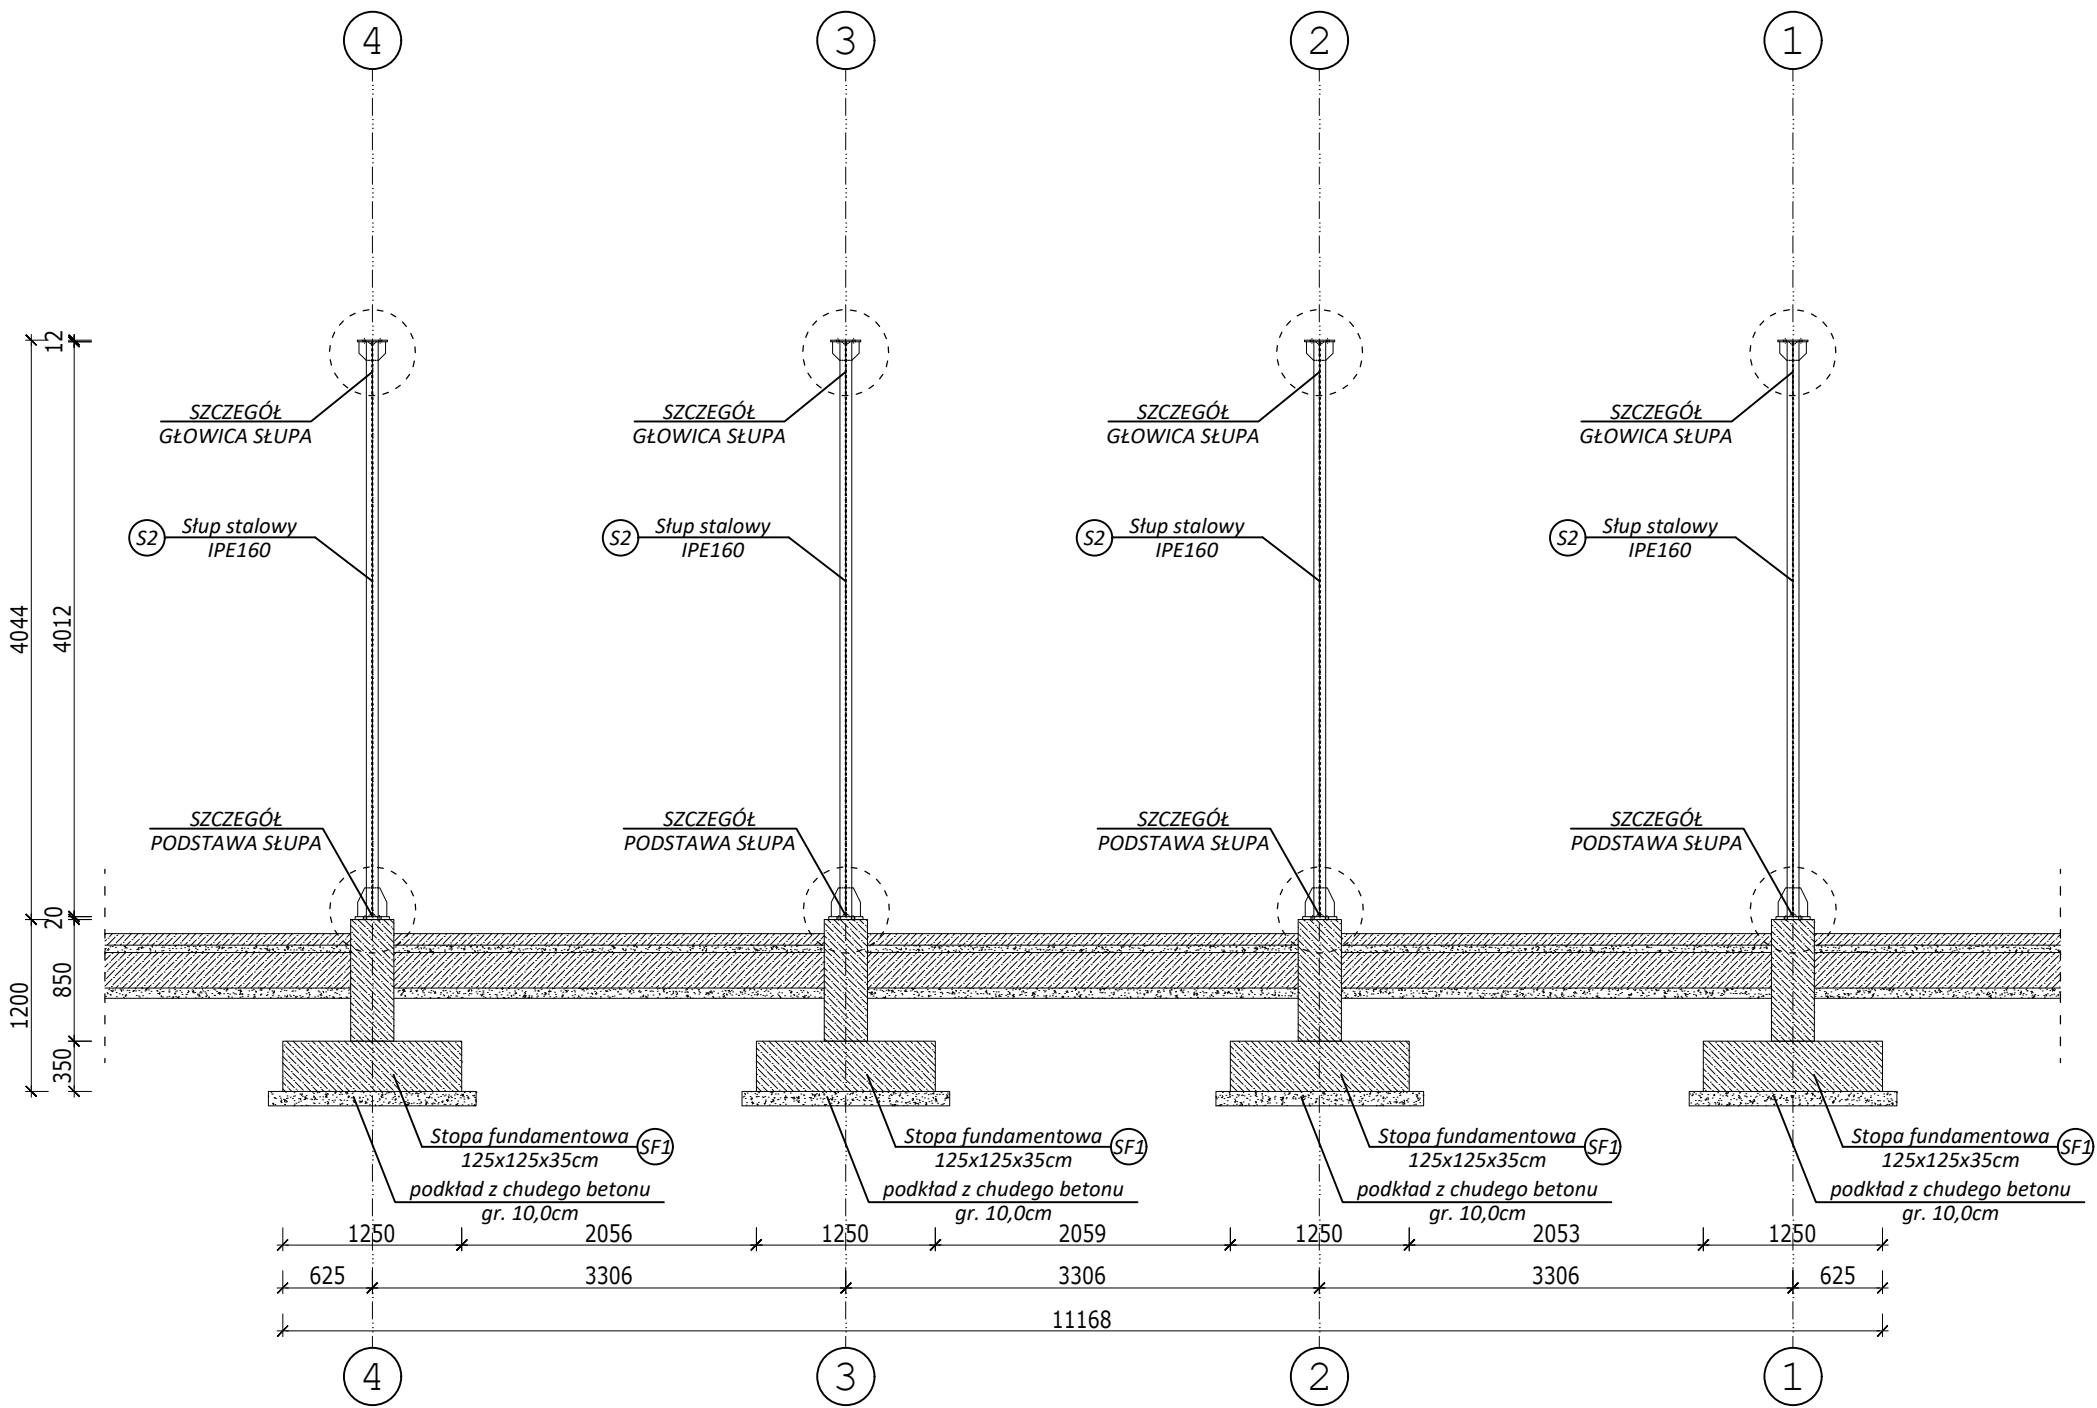 4
3
2
1
SZCZEGÓŁ
GŁOWICA SŁUPA
SZCZEGÓŁ
GŁOWICA SŁUPA
SZCZEGÓŁ
GŁOWICA SŁUPA
SZCZEGÓŁ
GŁOWICA SŁUPA
S2 Słup stalowy
IPE160
S2 Słup stalowy
IPE160
S2 Słup stalowy
IPE160
S2 Słup stalowy
IPE160
SZCZEGÓŁ
PODSTAWA SŁUPA
SZCZEGÓŁ
PODSTAWA SŁUPA
SZCZEGÓŁ
PODSTAWA SŁUPA
SZCZEGÓŁ
PODSTAWA SŁUPA
12
4044
4012
20
1200
850
350
Stopa fundamentowa SF1
125x125x35cm
podkład z chudego betonu
gr. 10,0cm
Stopa fundamentowa SF1
125x125x35cm
podkład z chudego betonu
gr. 10,0cm
Stopa fundamentowa SF1
125x125x35cm
podkład z chudego betonu
gr. 10,0cm
Stopa fundamentowa SF1
125x125x35cm
podkład z chudego betonu
gr. 10,0cm
1250 2056 1250 2059 1250 2053 1250
625 3306 3306 3306 625
11168
4
3
2
1